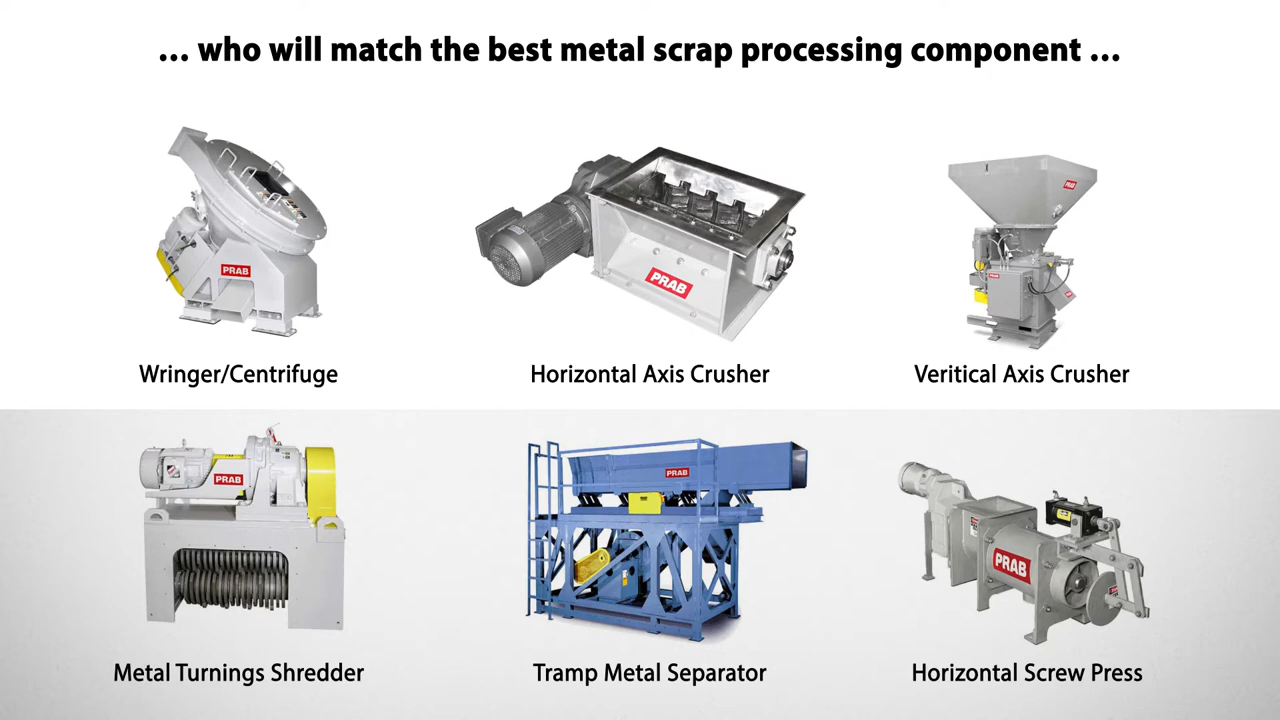 ... who will match the best metal scrap processing component ...
PRAB
PRAB
PRAB
Wringer/Centrifuge
Horizontal Axis Crusher
Veritical Axis Crusher
PRAB
PRAB
PRAB
Metal Turnings Shredder
Tramp Metal Separator
Horizontal Screw Press